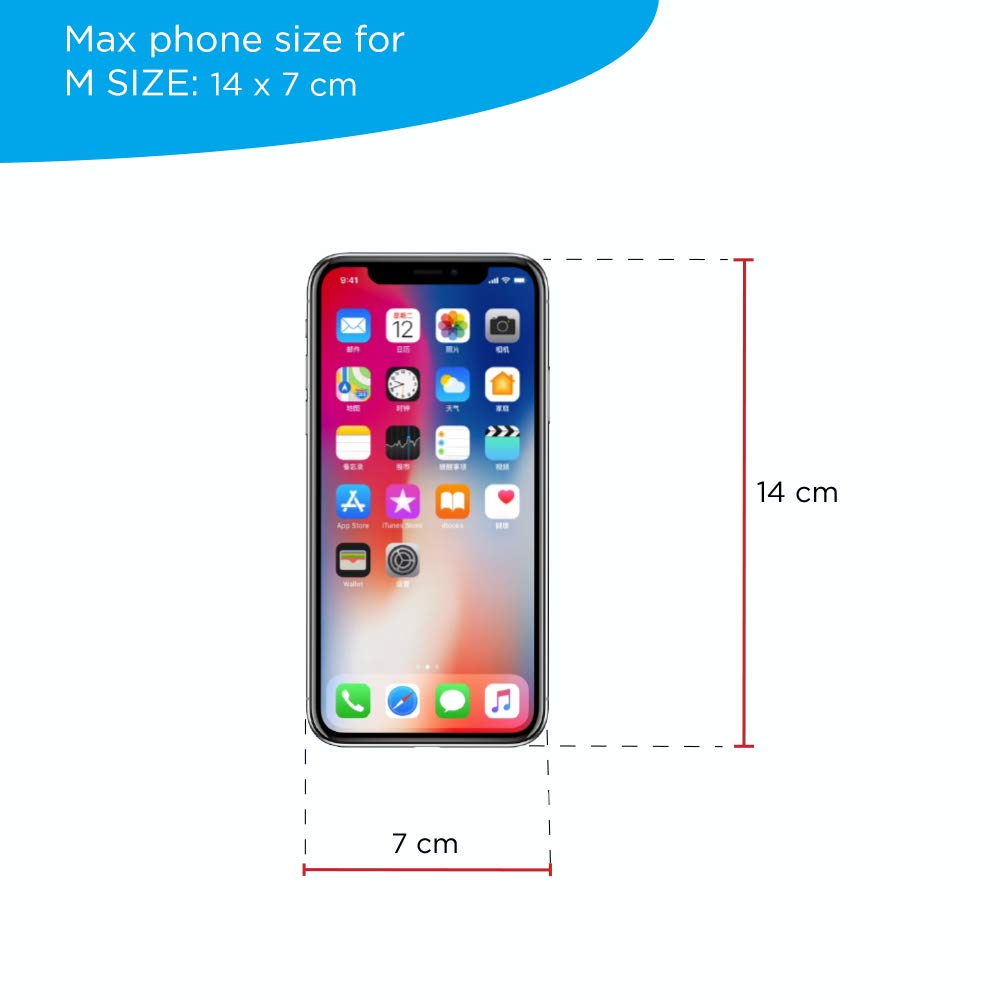 Max phone size for
M SIZE: 14 x 7 cm
9:41
星期二
12
邮件 日历 照片 相机
地图 时钟 天气 家庭
备忘录 股市 提醒事项 视频
App Store iTunes Store iBooks 健康
Wallet 设置
14 cm
7 cm